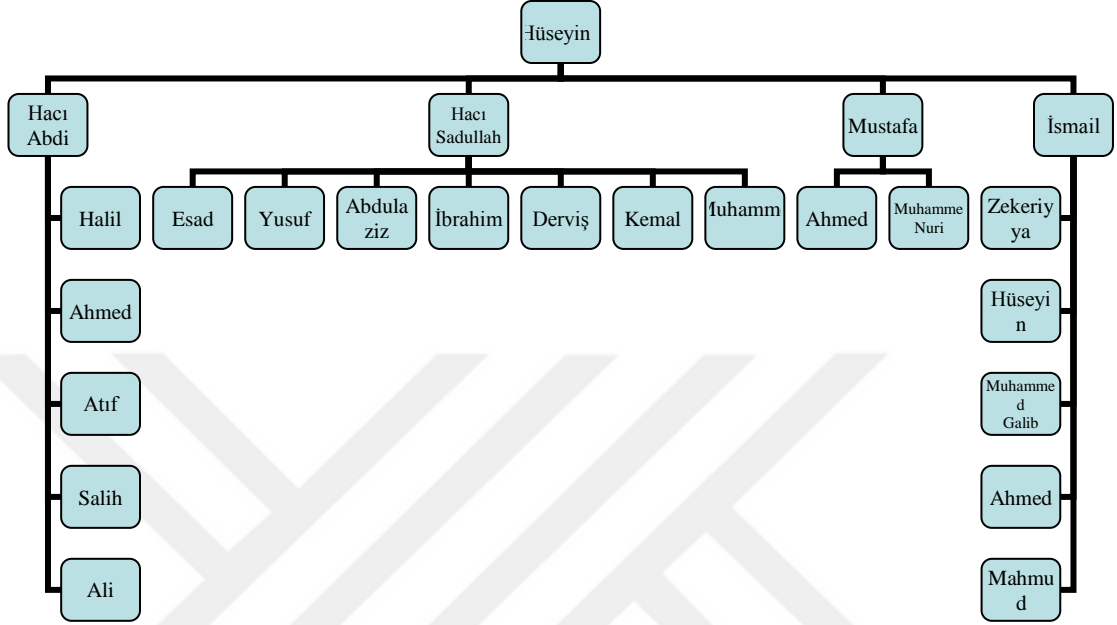 Hüseyin
Hacı
Abdi
Hacı
Sadullah
Mustafa
İsmail
Halil
Esad
Yusuf
Abdula
ziz
İbrahim
Derviş
Kemal
Muhamm
Ahmed
Muhamme
Nuri
Zekeriy
ya
Ahmed
Hüseyi
n
Atıf
Muhamme
d
Galib
Salih
Ahmed
Ali
Mahmu
d